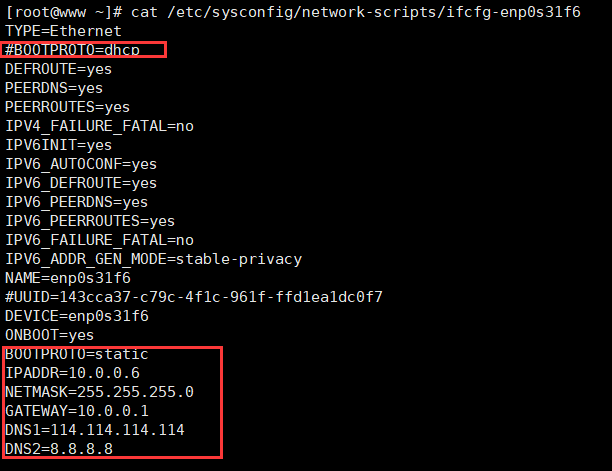 [root@www ~]# cat /etc/sysconfig/network-scripts/ifcfg-enp0s31f6
TYPE=Ethernet
#BOOTPROTO=dhcp
DEFROUTE=yes
PEERDNS=yes
PEERROUTES=yes
IPV4_FAILURE_FATAL=no
IPV6INIT=yes
IPV6_AUTOCONF=yes
IPV6_DEFROUTE=yes
IPV6_PEERDNS=yes
IPV6_PEERROUTES=yes
IPV6_FAILURE_FATAL=no
IPV6_ADDR_GEN_MODE=stable-privacy
NAME=enp0s31f6
#UUID=143cca37-c79c-4f1c-961f-ffd1ea1dc0f7
DEVICE=enp0s31f6
ONBOOT=yes
BOOTPROTO=static
IPADDR=10.0.0.6
NETMASK=255.255.255.0
GATEWAY=10.0.0.1
DNS1=114.114.114.114
DNS2=8.8.8.8